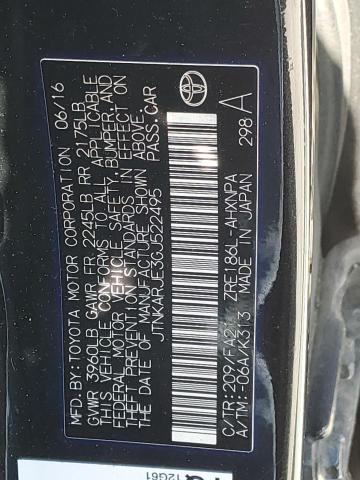 MFD. BY: TOYOTA MOTOR CORPORATION 06/16
GVWR 3960LB GAWR FR 2245LB RR 2175LB
THIS VEHICLE CONFORMS TO ALL APPLICABLE
FEDERAL MOTOR VEHICLE SAFETY, BUMPER, AND
THEFT PREVENTION STANDARDS IN EFFECT ON
THE DATE OF MANUFACTURE SHOWN ABOVE.
JTNKARJE3GJ522495 PASS. CAR
C/TR: 209/FA21 ZRE186L-AHXNPA
A/TM: -06A/K313 MADE IN JAPAN 298 A
12G61